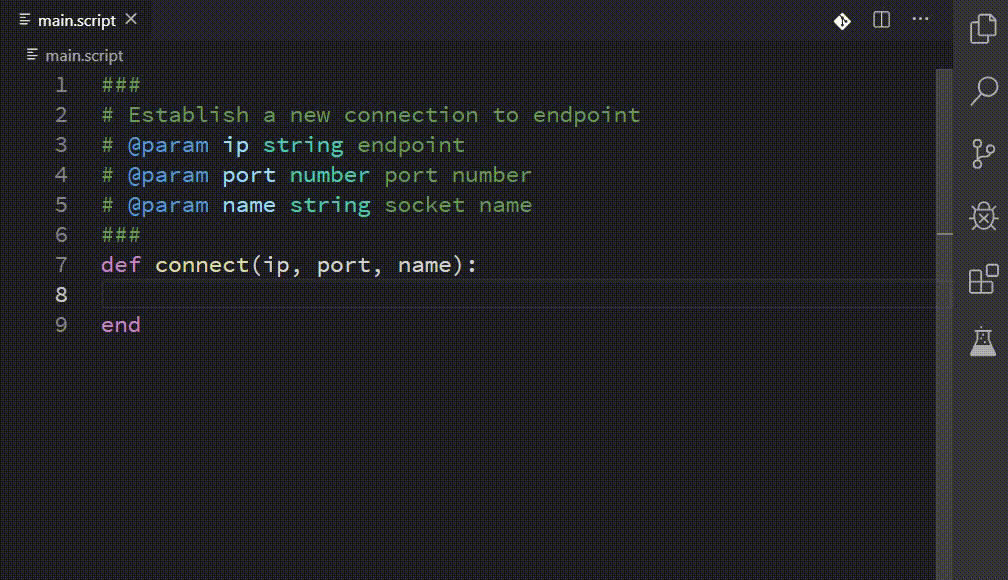 main.script
main.script
1 ###
2 # Establish a new connection to endpoint
3 # @param ip string endpoint
4 # @param port number port number
5 # @param name string socket name
6 ###
7 def connect(ip, port, name):
8
9 end